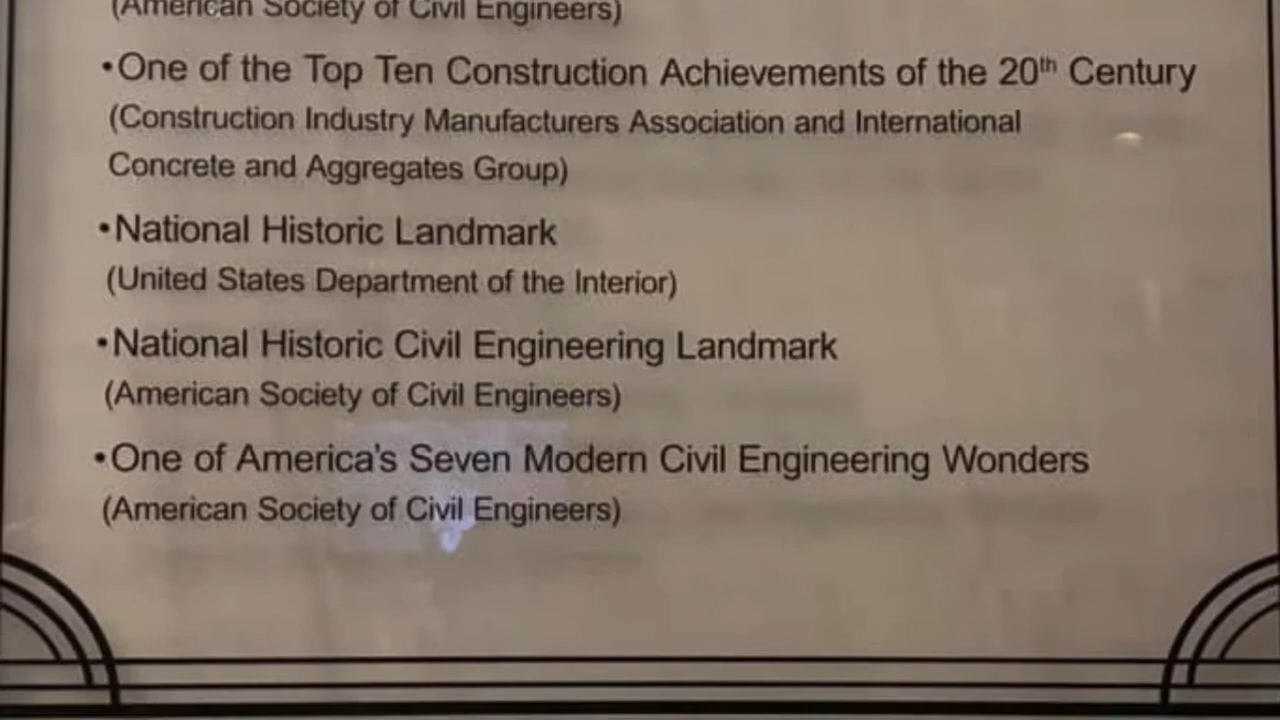 (American Society of Civil Engineers)
•One of the Top Ten Construction Achievements of the 20th Century
(Construction Industry Manufacturers Association and International
Concrete and Aggregates Group)
•National Historic Landmark
(United States Department of the Interior)
•National Historic Civil Engineering Landmark
(American Society of Civil Engineers)
•One of America's Seven Modern Civil Engineering Wonders
(American Society of Civil Engineers)